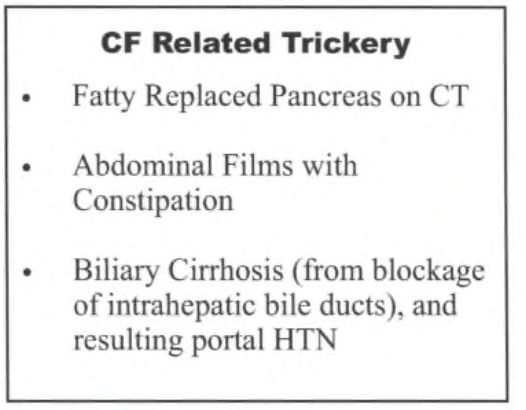 CF Related Trickery
• Fatty Replaced Pancreas on CT
• Abdominal Films with
Constipation
• Biliary Cirrhosis (from blockage
of intrahepatic bile ducts), and
resulting portal HTN